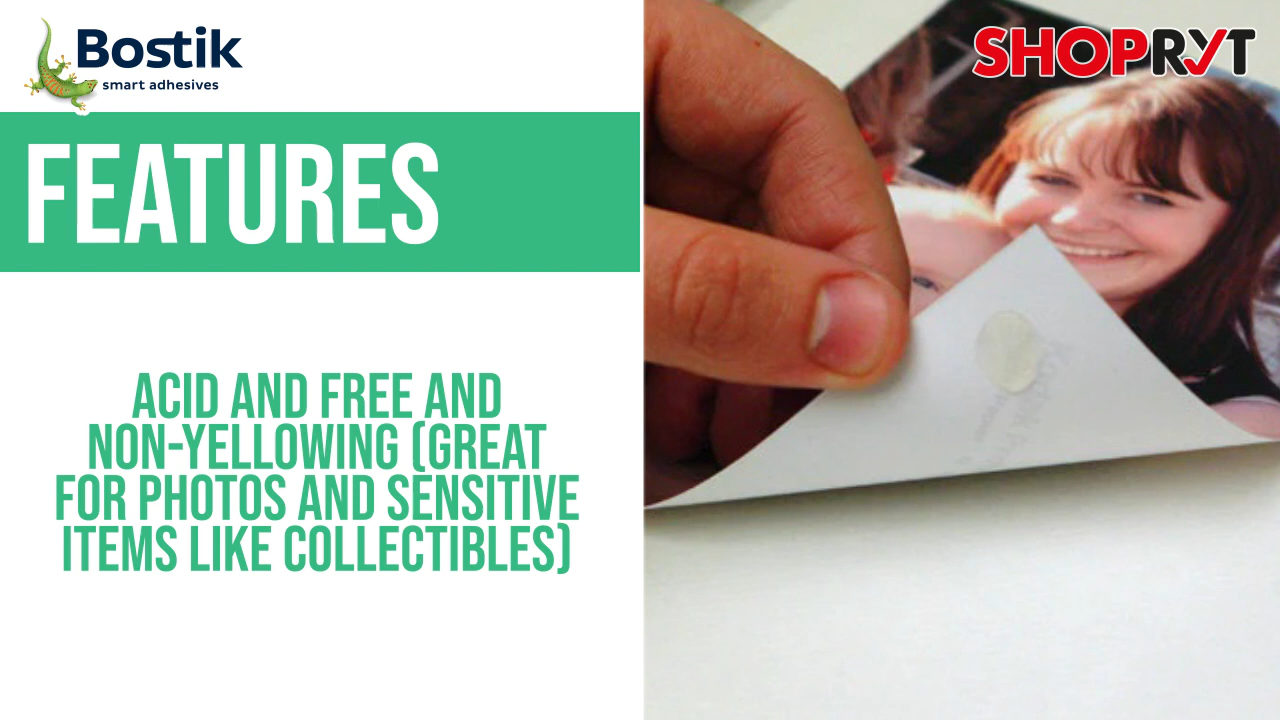 Bostik
smart adhesives
SHOPRYT
FEATURES
ACID AND FREE AND
NON-YELLOWING (GREAT
FOR PHOTOS AND SENSITIVE
ITEMS LIKE COLLECTIBLES)